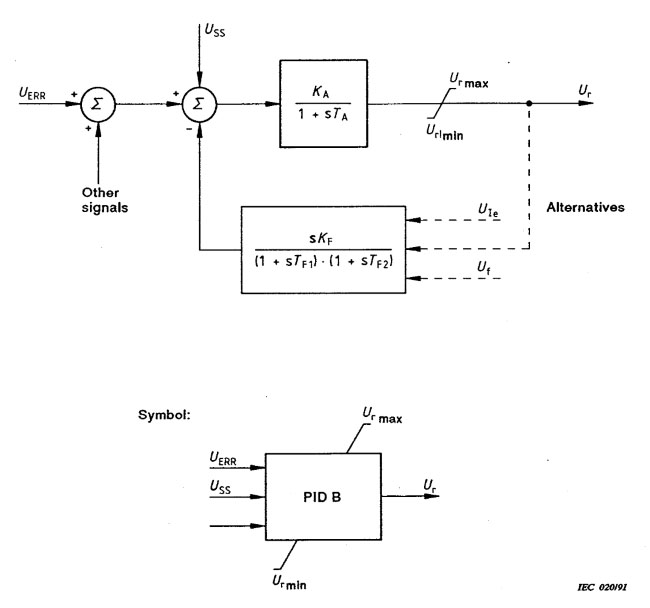 U_SS
U_ERR
+
Σ
+
+
Σ
−
K_A
1 + sT_A
U_r max
U_r|min
U_r
Other
signals
sK_F
(1 + sT_F1) · (1 + sT_F2)
U_Ie
U_f
Alternatives
Symbol:
U_r max
U_ERR
U_SS
PID B
U_r
U_r min
IEC 020/91